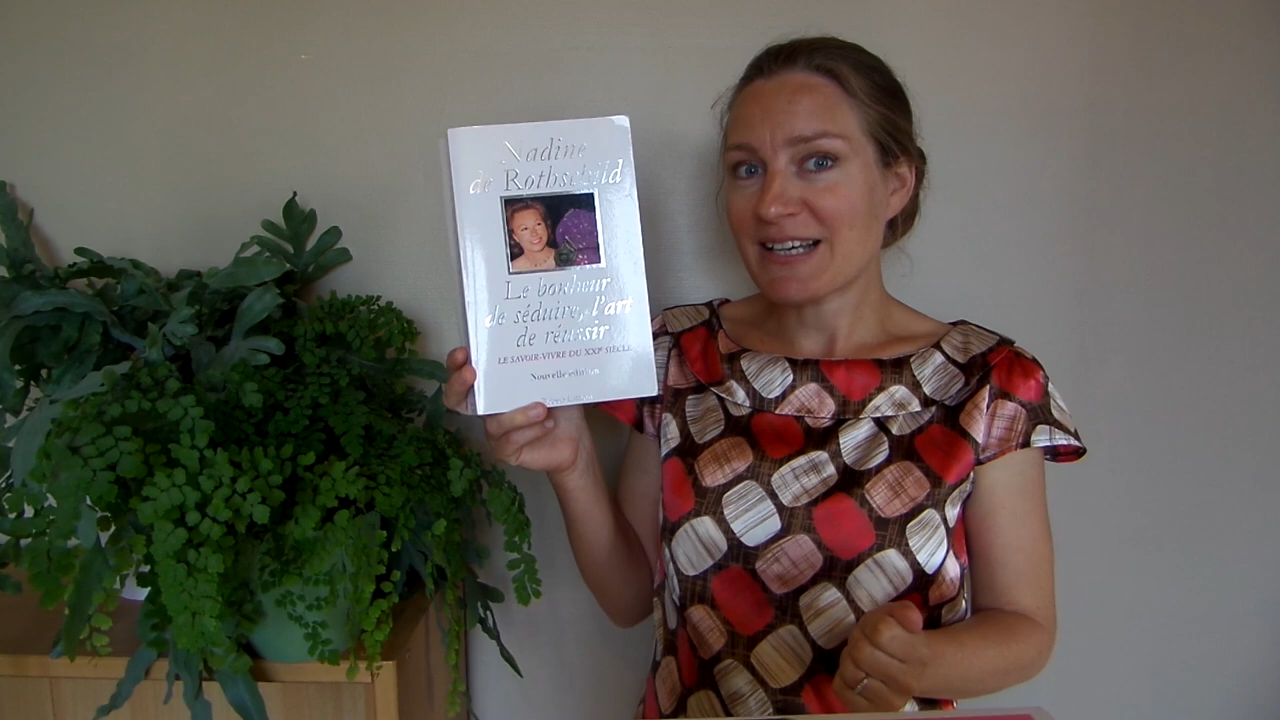 Nadine
de Rothschild
Le bonheur
de séduire, l'art
de réussir
LE SAVOIR-VIVRE DU XXIe SIÈCLE
Nouvelle édition